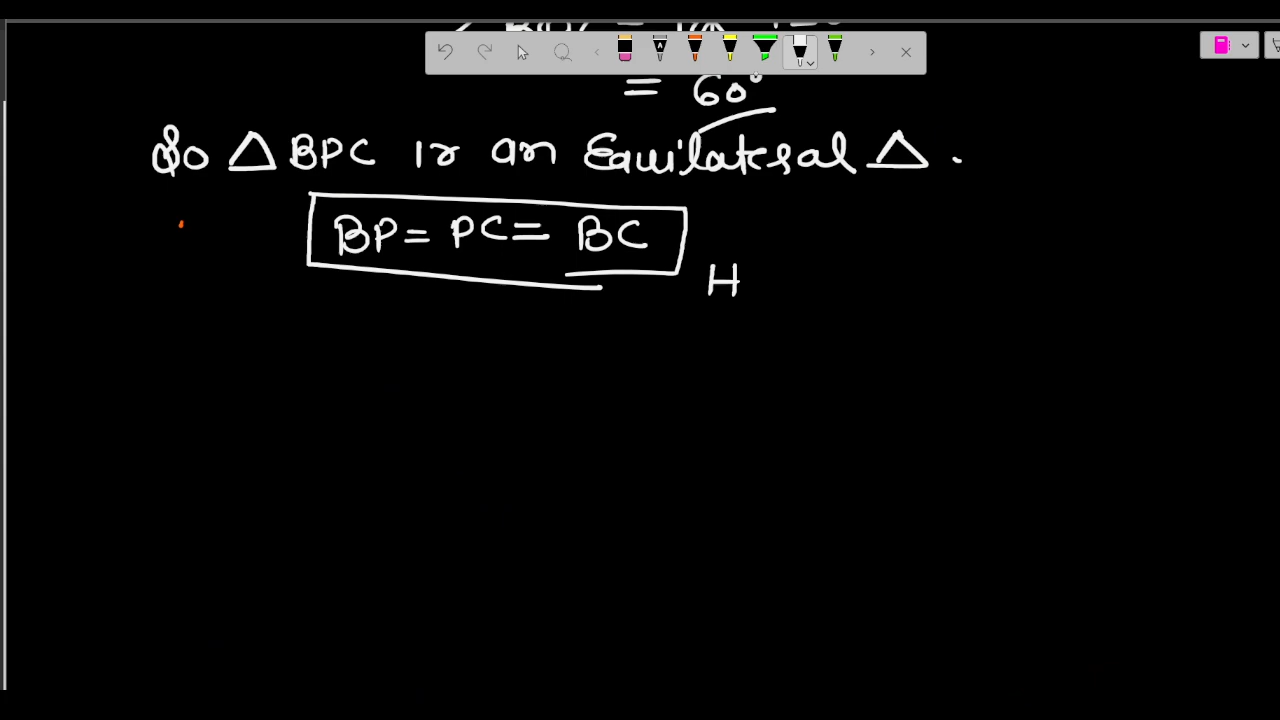 = 60°
So △ BPC is an Equilateral △.
BP = PC = BC
H